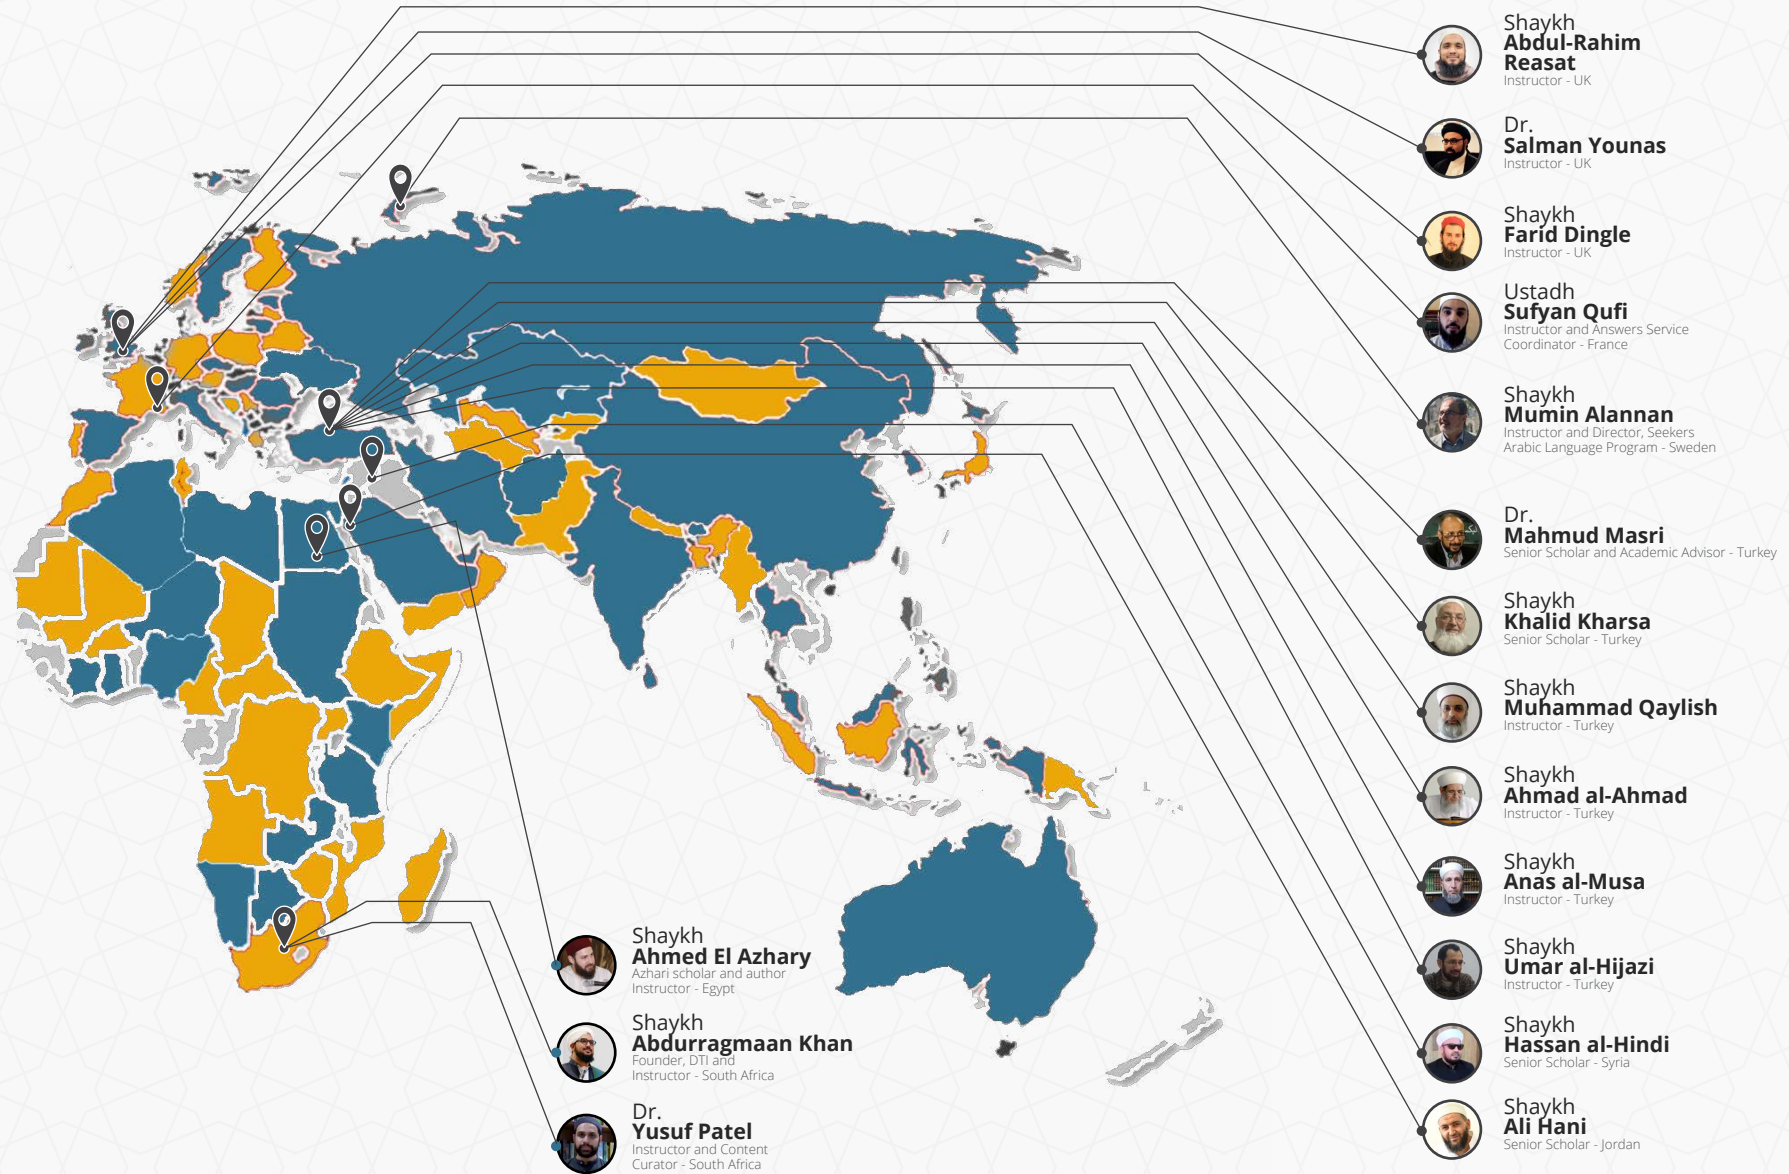 Shaykh
Abdul-Rahim
Reasat
Instructor - UK
Dr.
Salman Younas
Instructor - UK
Shaykh
Farid Dingle
Instructor - UK
Ustadh
Sufyan Qufi
Instructor and Answers Service
Coordinator - France
Shaykh
Mumin Alannan
Instructor and Director, Seekers
Arabic Language Program - Sweden
Dr.
Mahmud Masri
Senior Scholar and Academic Advisor - Turkey
Shaykh
Khalid Kharsa
Senior Scholar - Turkey
Shaykh
Muhammad Qaylish
Instructor - Turkey
Shaykh
Ahmad al-Ahmad
Instructor - Turkey
Shaykh
Anas al-Musa
Instructor - Turkey
Shaykh
Umar al-Hijazi
Instructor - Turkey
Shaykh
Hassan al-Hindi
Senior Scholar - Syria
Shaykh
Ali Hani
Senior Scholar - Jordan
Shaykh
Ahmed El Azhary
Azhari scholar and author
Instructor - Egypt
Shaykh
Abdurragmaan Khan
Founder, DTI and
Instructor - South Africa
Dr.
Yusuf Patel
Instructor and Content
Curator - South Africa